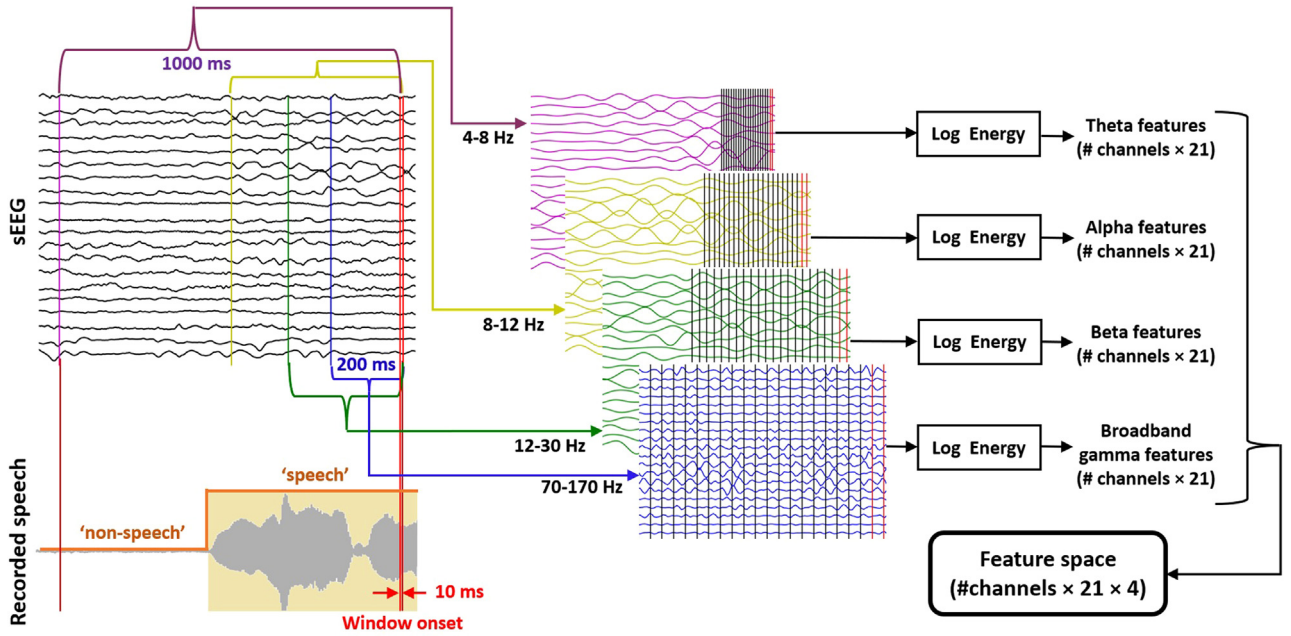 1000 ms
sEEG
4-8 Hz
8-12 Hz
200 ms
12-30 Hz
70-170 Hz
Log Energy
Theta features
(# channels × 21)
Log Energy
Alpha features
(# channels × 21)
Log Energy
Beta features
(# channels × 21)
Log Energy
Broadband
gamma features
(# channels × 21)
Recorded speech
'non-speech'
'speech'
10 ms
Window onset
Feature space
(#channels × 21 × 4)